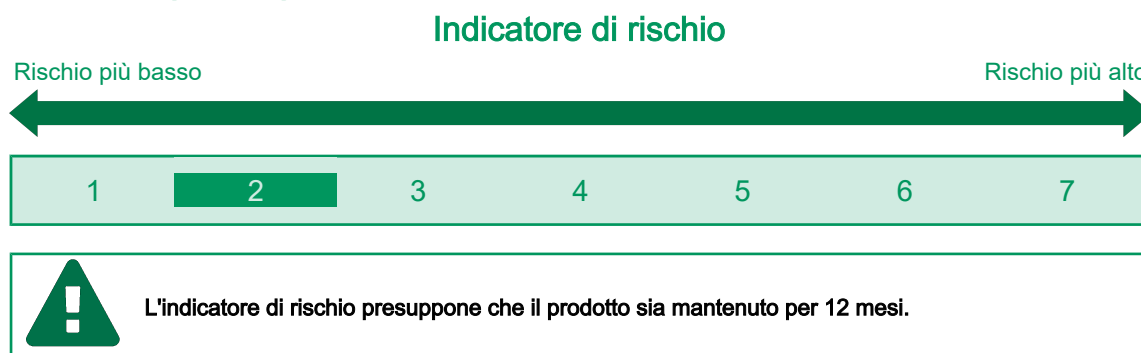 Indicatore di rischio
Rischio più basso Rischio più alto
1 2 3 4 5 6 7
L'indicatore di rischio presuppone che il prodotto sia mantenuto per 12 mesi.